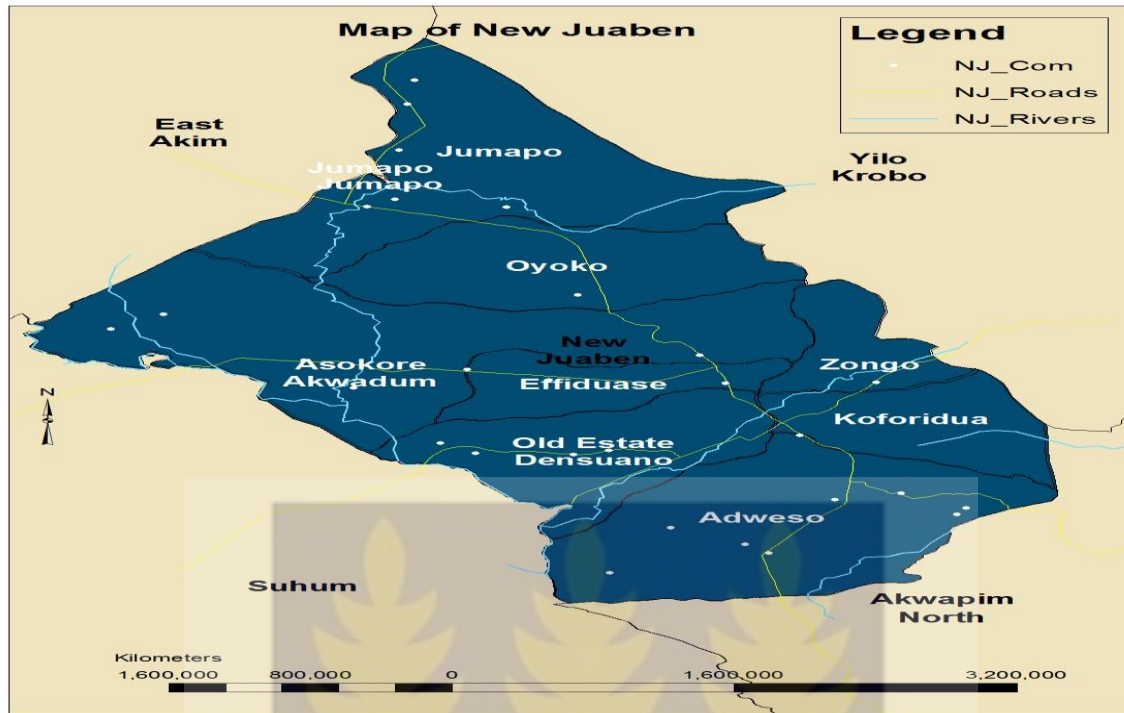 Map of New Juaben
Legend
NJ_Com
NJ_Roads
NJ_Rivers
East
Akim
Yilo
Krobo
Jumapo
Jumapo
Jumapo
Oyoko
New
Juaben
Asokore
Akwadum
Effiduase
Zongo
Koforidua
N
S
Old Estate
Densuano
Adweso
Suhum
Akwapim
North
Kilometers
1,600,000 800,000 0 1,600,000 3,200,000